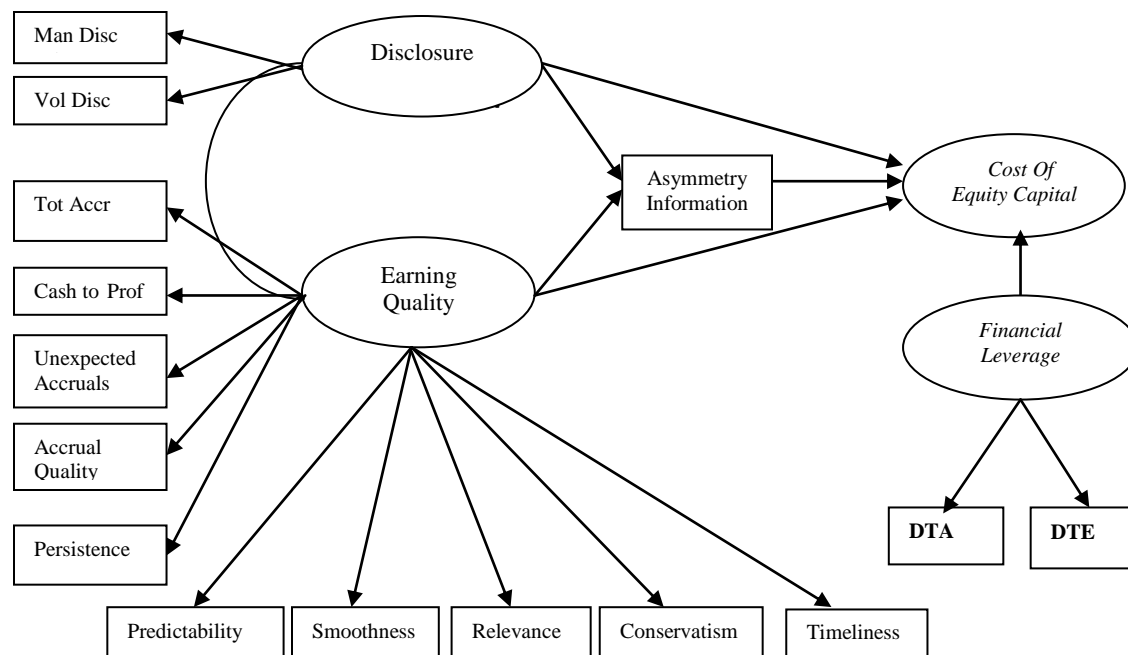 Man Disc
Disclosure
Vol Disc
Cost Of
Equity Capital
Asymmetry
Information
Tot Accr
Earning
Quality
Cash to Prof
Financial
Leverage
Unexpected
Accruals
Accrual
Quality
DTA
DTE
Persistence
Predictability
Smoothness
Relevance
Conservatism
Timeliness